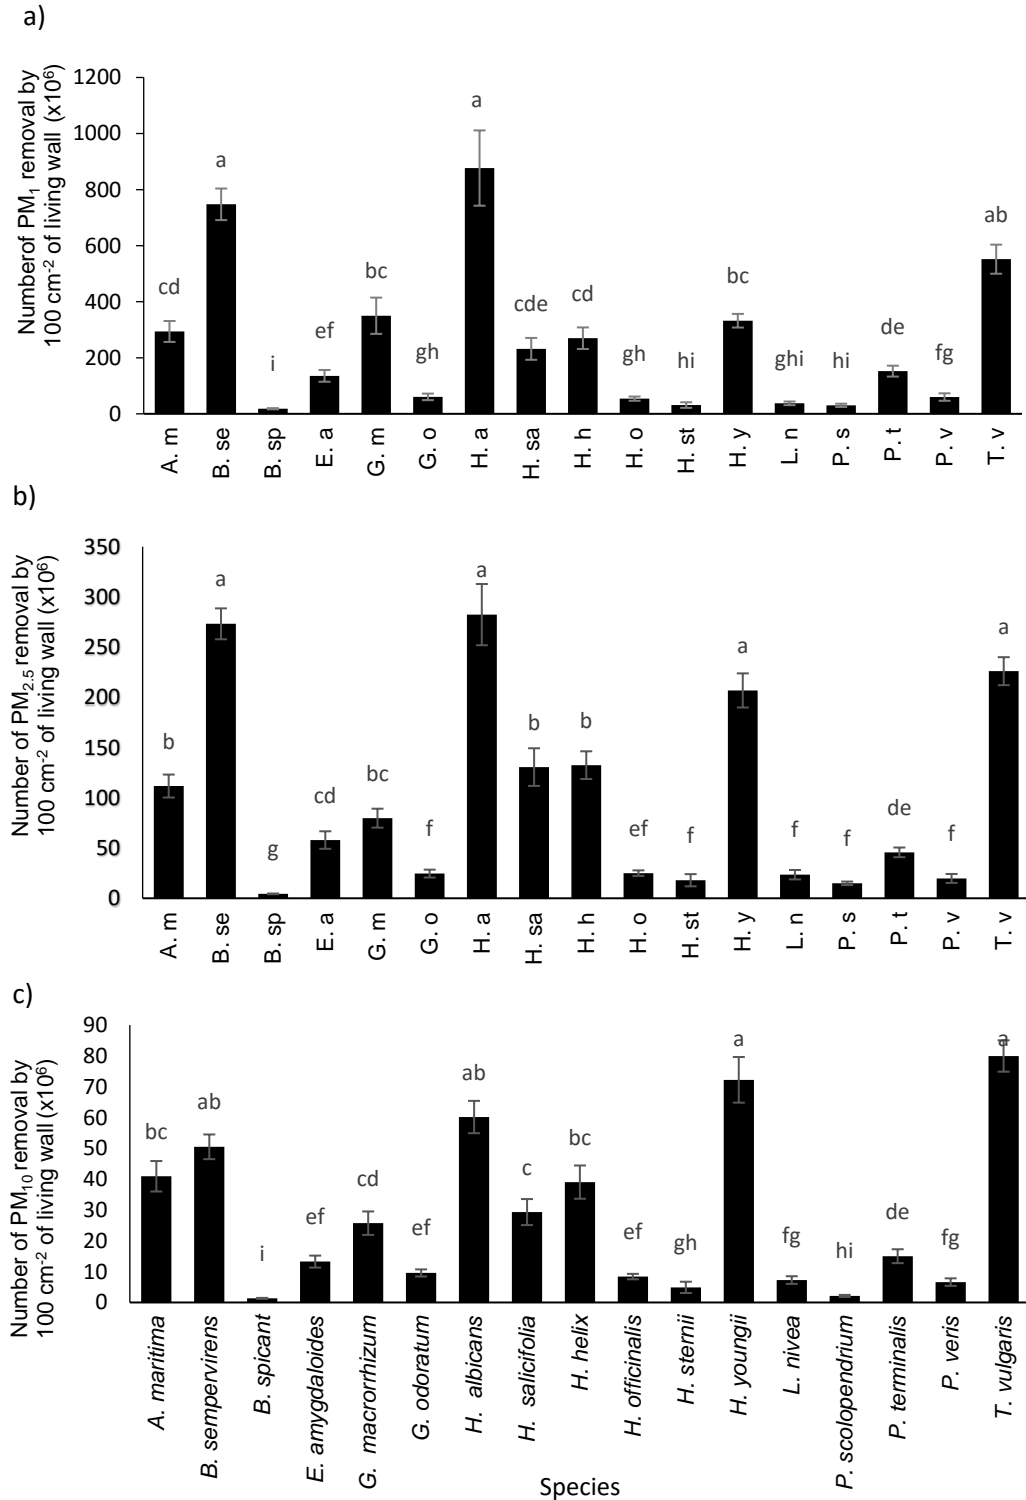 a)
Numberof PM1 removal by
100 cm-2 of living wall (x10⁶)
1200
1000
800
600
400
200
0
cd
a
i
ef
bc
gh
a
cde
cd
gh
hi
bc
ghi
hi
de
fg
ab
A. m
B. se
B. sp
E. a
G. m
G. o
H. a
H. sa
H. h
H. o
H. st
H. y
L. n
P. s
P. t
P. v
T. v
b)
Number of PM2.5 removal by
100 cm-2 of living wall (x10⁶)
350
300
250
200
150
100
50
0
b
a
g
cd
bc
f
a
b
b
ef
f
a
f
f
de
f
a
A. m
B. se
B. sp
E. a
G. m
G. o
H. a
H. sa
H. h
H. o
H. st
H. y
L. n
P. s
P. t
P. v
T. v
c)
Number of PM10 removal by
100 cm-2 of living wall (x10⁶)
90
80
70
60
50
40
30
20
10
0
bc
ab
i
ef
cd
ef
ab
c
bc
ef
gh
a
fg
hi
de
fg
a
A. maritima
B. sempervirens
B. spicant
E. amygdaloides
G. macrorrhizum
G. odoratum
H. albicans
H. salicifolia
H. helix
H. officinalis
H. sternii
H. youngii
L. nivea
P. scolopendrium
P. terminalis
P. veris
T. vulgaris
Species